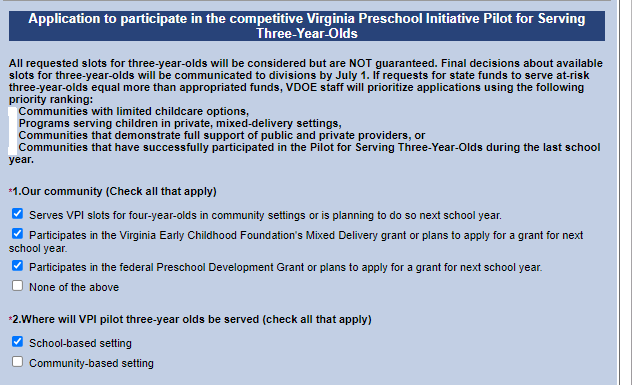 Application to participate in the competitive Virginia Preschool Initiative Pilot for Serving
Three-Year-Olds
All requested slots for three-year-olds will be considered but are NOT guaranteed. Final decisions about available
slots for three-year-olds will be communicated to divisions by July 1. If requests for state funds to serve at-risk
three-year-olds equal more than appropriated funds, VDOE staff will prioritize applications using the following
priority ranking:
Communities with limited childcare options,
Programs serving children in private, mixed-delivery settings,
Communities that demonstrate full support of public and private providers, or
Communities that have successfully participated in the Pilot for Serving Three-Year-Olds during the last school
year.
*1.Our community (Check all that apply)
Serves VPI slots for four-year-olds in community settings or is planning to do so next school year.
Participates in the Virginia Early Childhood Foundation's Mixed Delivery grant or plans to apply for a grant for next
school year.
Participates in the federal Preschool Development Grant or plans to apply for a grant for next school year.
None of the above
*2.Where will VPI pilot three-year olds be served (check all that apply)
School-based setting
Community-based setting